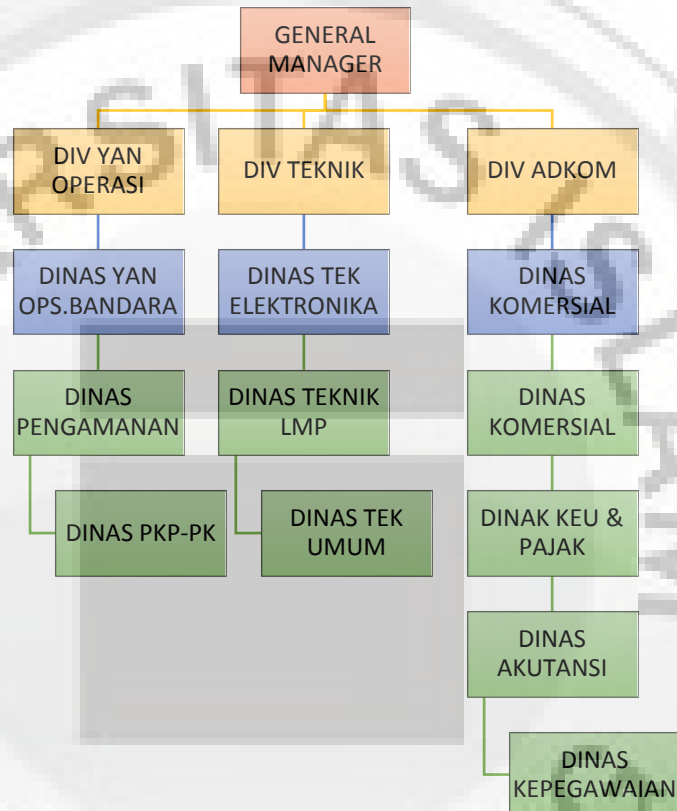 GENERAL
MANAGER
DIV YAN
OPERASI
DIV TEKNIK
DIV ADKOM
DINAS YAN
OPS.BANDARA
DINAS TEK
ELEKTRONIKA
DINAS
KOMERSIAL
DINAS
PENGAMANAN
DINAS TEKNIK
LMP
DINAS
KOMERSIAL
DINAS PKP-PK
DINAS TEK
UMUM
DINAK KEU &
PAJAK
DINAS
AKUTANSI
DINAS
KEPEGAWAIAN
RSITAS ISLAM